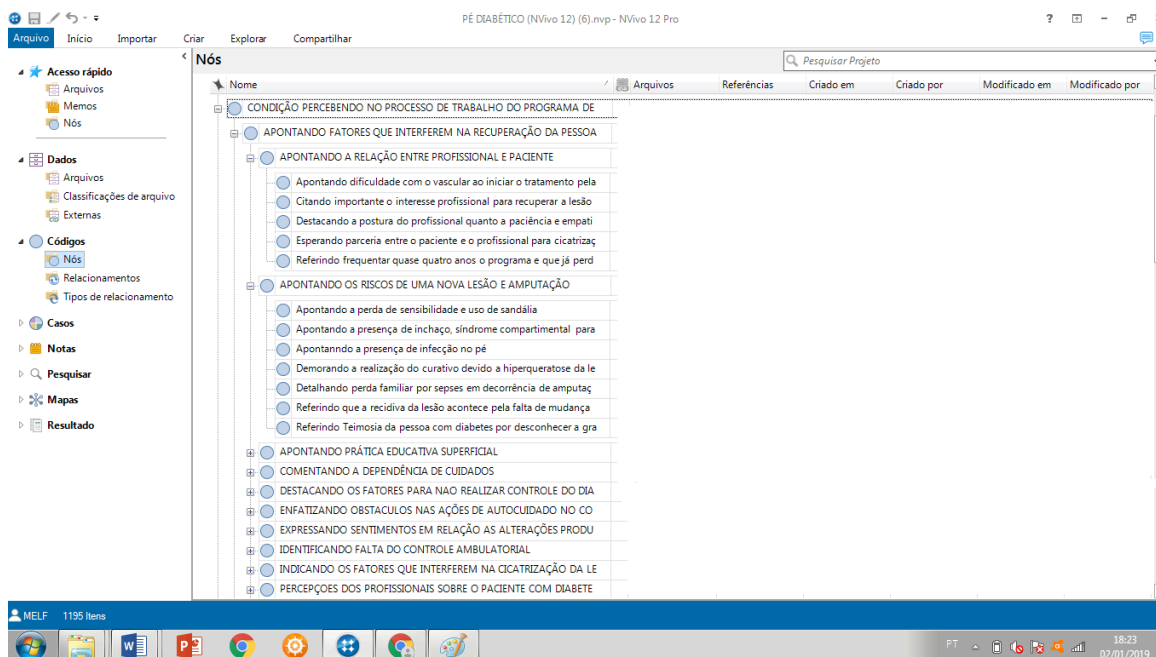 PÉ DIABÉTICO (NVivo 12) (6).nvp - NVivo 12 Pro
Arquivo Início Importar Criar Explorar Compartilhar
Nós
Pesquisar Projeto
Acesso rápido
Arquivos
Memos
Nós
Dados
Arquivos
Classificações de arquivo
Externas
Códigos
Nós
Relacionamentos
Tipos de relacionamento
Casos
Notas
Pesquisar
Mapas
Resultado
Nome Arquivos Referências Criado em Criado por Modificado em Modificado por
CONDIÇÃO PERCEBENDO NO PROCESSO DE TRABALHO DO PROGRAMA DE
APONTANDO FATORES QUE INTERFEREM NA RECUPERAÇÃO DA PESSOA
APONTANDO A RELAÇÃO ENTRE PROFISSIONAL E PACIENTE
Apontando dificuldade com o vascular ao iniciar o tratamento pela
Citando importante o interesse profissional para recuperar a lesão
Destacando a postura do profissional quanto a paciência e empati
Esperando parceria entre o paciente e o profissional para cicatrizaç
Referindo frequentar quase quatro anos o programa e que já perd
APONTANDO OS RISCOS DE UMA NOVA LESÃO E AMPUTAÇÃO
Apontando a perda de sensibilidade e uso de sandália
Apontando a presença de inchaço, síndrome compartimental para
Apontanndo a presença de infecção no pé
Demorando a realização do curativo devido a hiperqueratose da le
Detalhando perda familiar por sepses em decorrência de amputaç
Referindo que a recidiva da lesão acontece pela falta de mudança
Referindo Teimosia da pessoa com diabetes por desconhecer a gra
APONTANDO PRÁTICA EDUCATIVA SUPERFICIAL
COMENTANDO A DEPENDÊNCIA DE CUIDADOS
DESTACANDO OS FATORES PARA NAO REALIZAR CONTROLE DO DIA
ENFATIZANDO OBSTACULOS NAS AÇÕES DE AUTOCUIDADO NO CO
EXPRESSANDO SENTIMENTOS EM RELAÇÃO AS ALTERAÇÕES PRODU
IDENTIFICANDO FALTA DO CONTROLE AMBULATORIAL
INDICANDO OS FATORES QUE INTERFEREM NA CICATRIZAÇÃO DA LE
PERCEPÇOES DOS PROFISSIONAIS SOBRE O PACIENTE COM DIABETE
MELF 1195 Itens
PT 18:23
02/01/2019